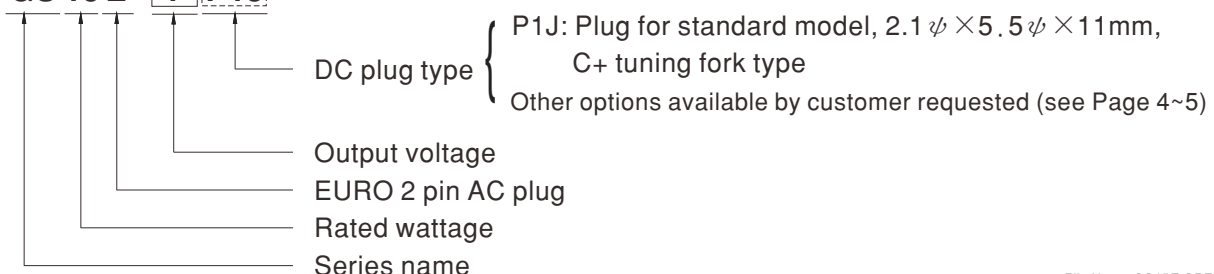 P1J: Plug for standard model, 2.1ψ×5.5ψ×11mm,
DC plug type
C+ tuning fork type
Other options available by customer requested (see Page 4~5)
Output voltage
EURO 2 pin AC plug
Rated wattage
Series name